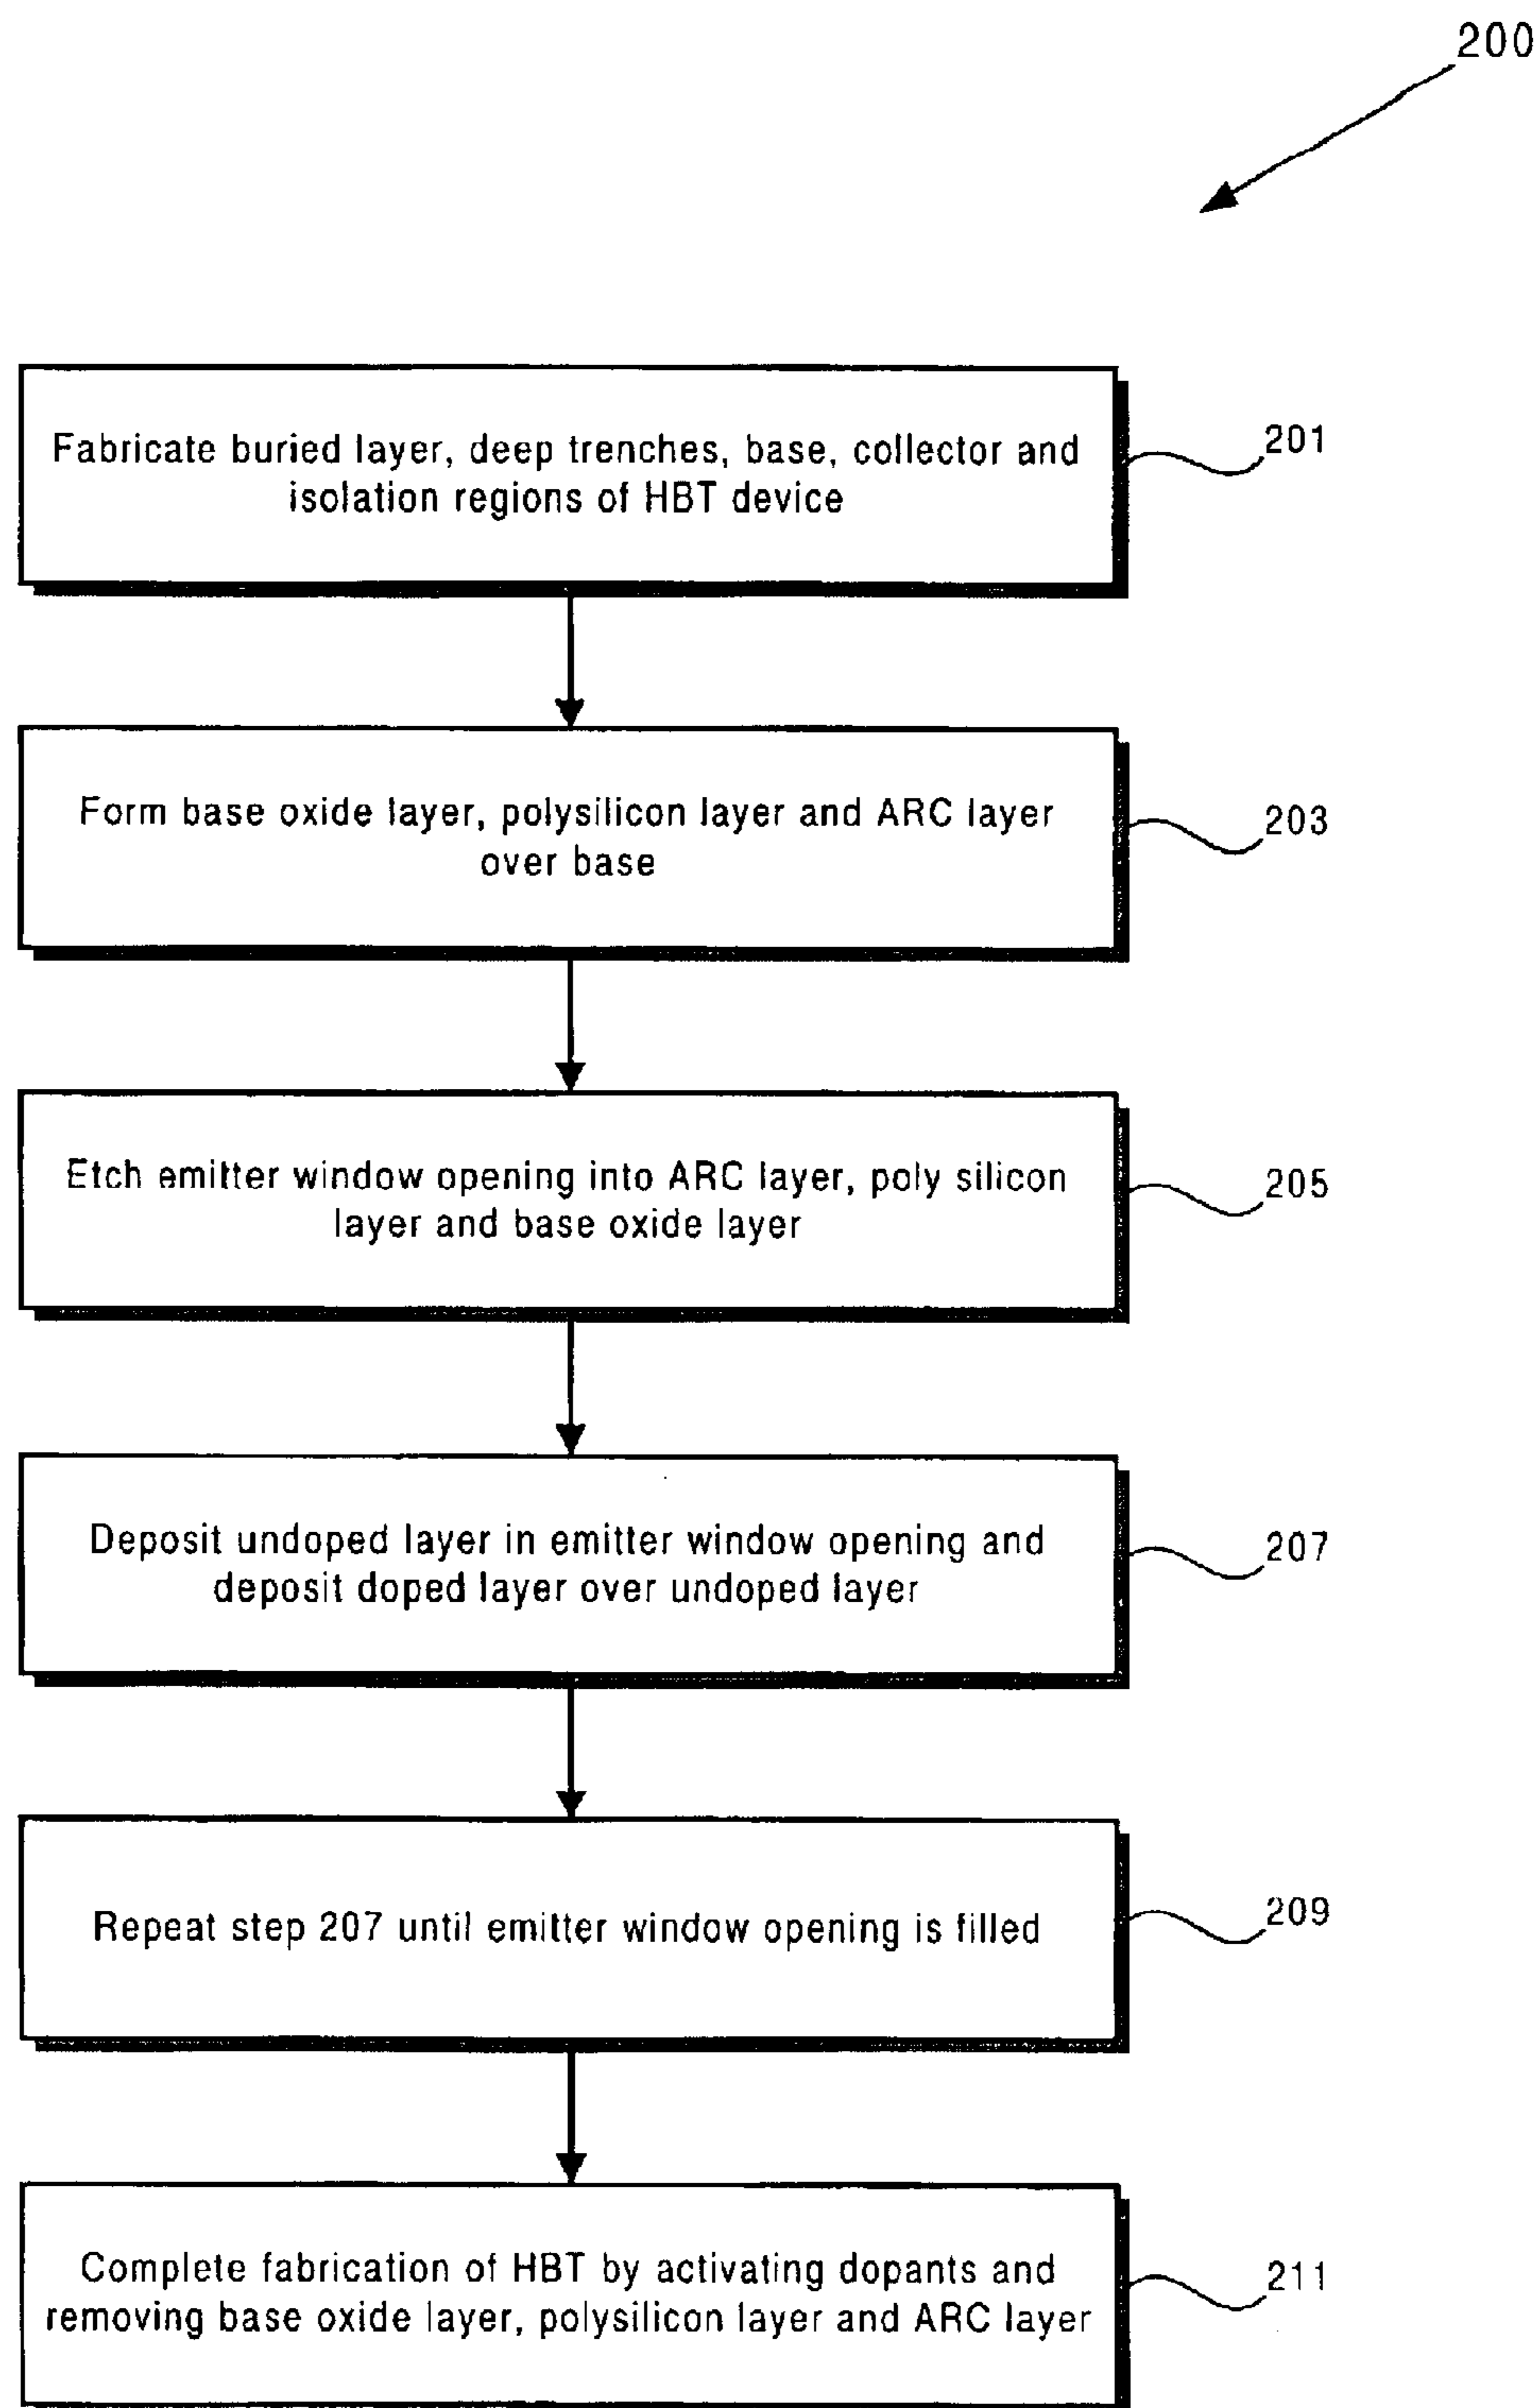 200
Fabricate buried layer, deep trenches, base, collector and
isolation regions of HBT device
201
Form base oxide layer, polysilicon layer and ARC layer
over base
203
Etch emitter window opening into ARC layer, poly silicon
layer and base oxide layer
205
Deposit undoped layer in emitter window opening and
deposit doped layer over undoped layer
207
Repeat step 207 until emitter window opening is filled
209
Complete fabrication of HBT by activating dopants and
removing base oxide layer, polysilicon layer and ARC layer
211